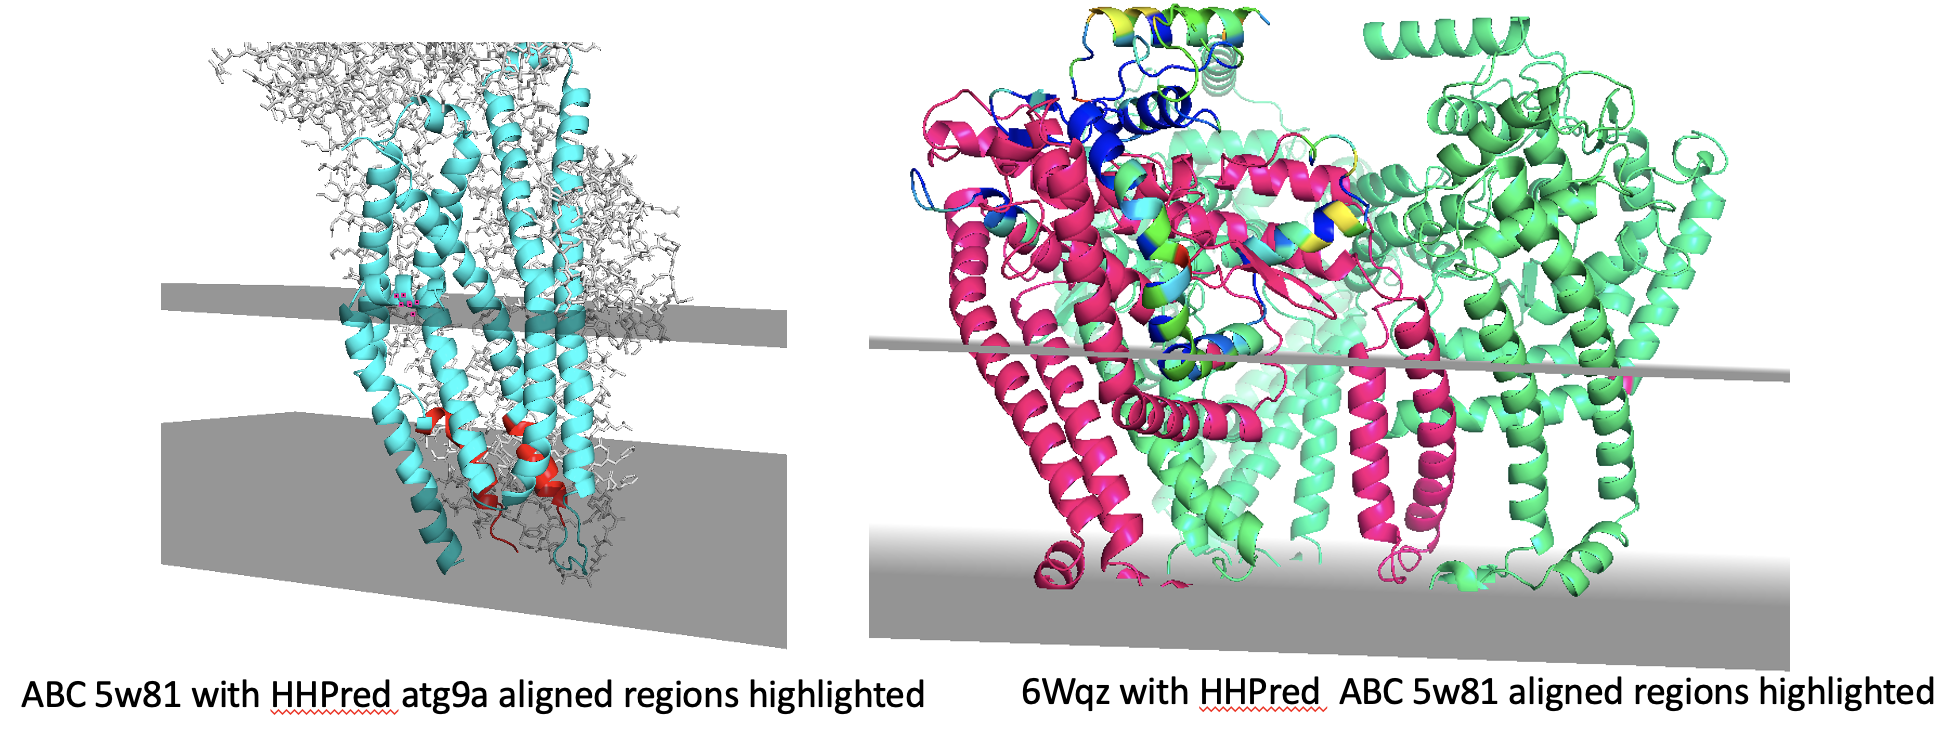 ABC 5w81 with HHPred atg9a aligned regions highlighted
6Wqz with HHPred ABC 5w81 aligned regions highlighted